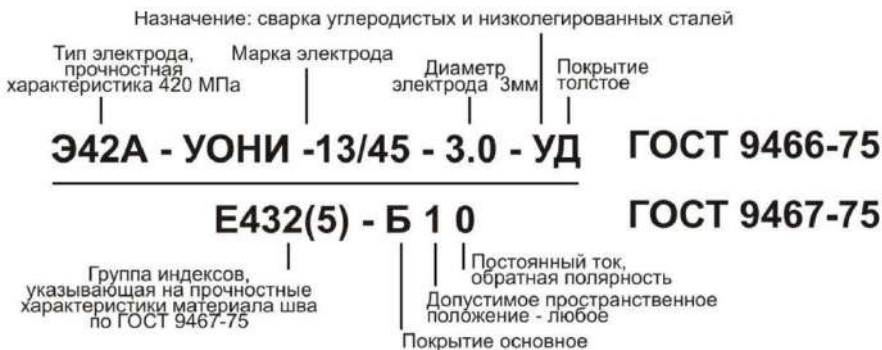 Назначение: сварка углеродистых и низколегированных сталей
Тип электрода,
прочностная
характеристика 420 МПа
Марка электрода
Диаметр
электрода 3мм
Покрытие
толстое
Э42А - УОНИ -13/45 - 3.0 - УД ГОСТ 9466-75
Е432(5) - Б 1 0 ГОСТ 9467-75
Группа индексов,
указывающая на прочностные
характеристики материала шва
по ГОСТ 9467-75
Постоянный ток,
обратная полярность
Допустимое пространственное
положение - любое
Покрытие основное